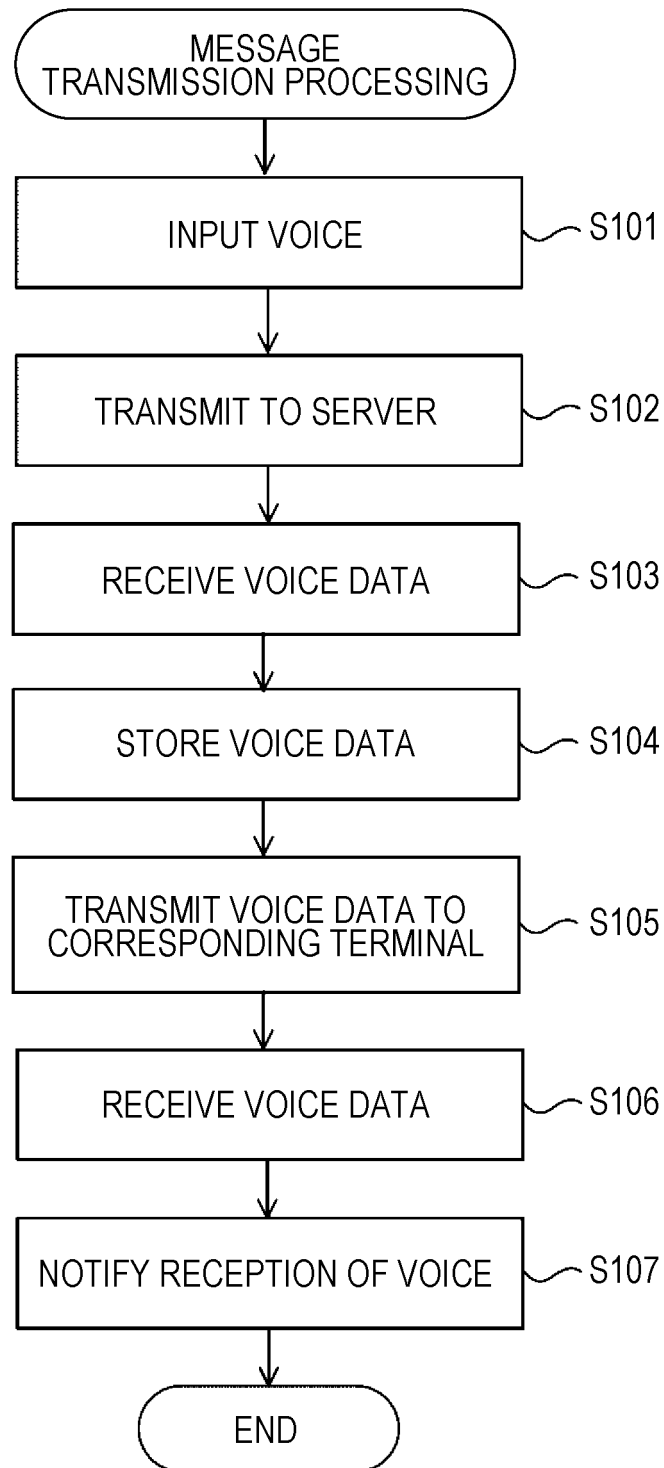 MESSAGE
TRANSMISSION PROCESSING
INPUT VOICE
S101
TRANSMIT TO SERVER
S102
RECEIVE VOICE DATA
S103
STORE VOICE DATA
S104
TRANSMIT VOICE DATA TO
CORRESPONDING TERMINAL
S105
RECEIVE VOICE DATA
S106
NOTIFY RECEPTION OF VOICE
S107
END